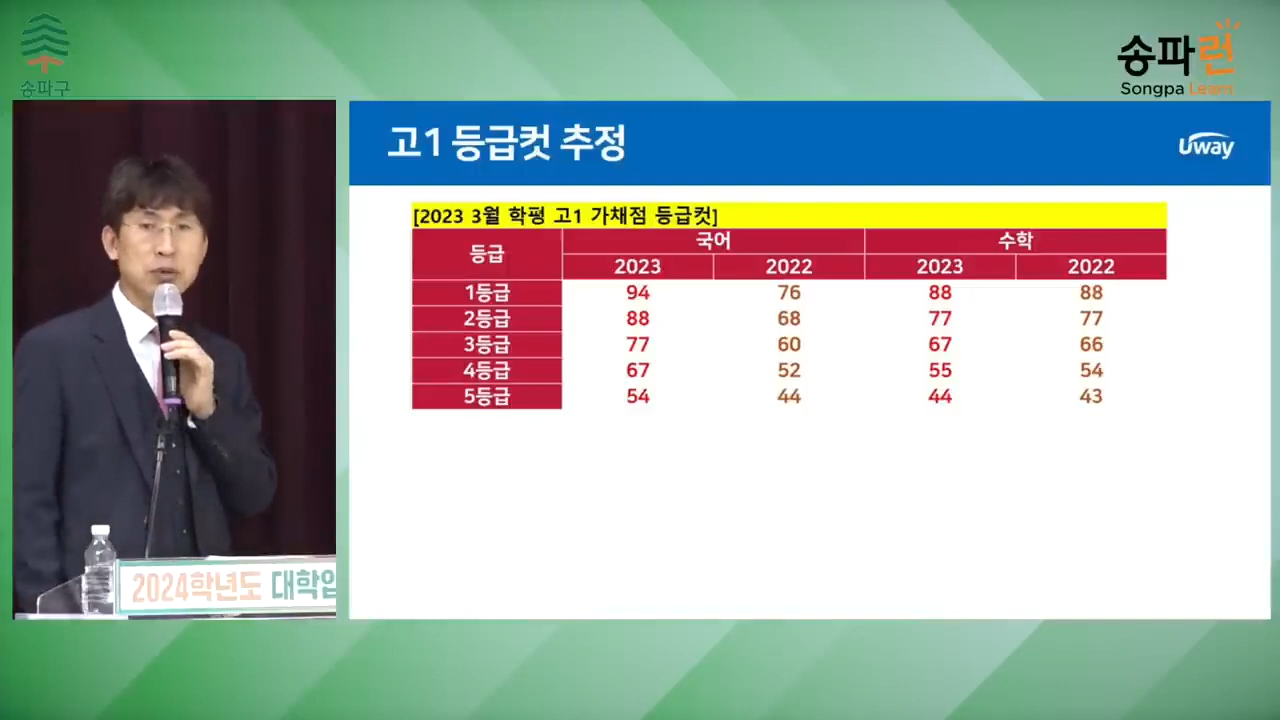 송파구
송파런
Songpa Learn
고1 등급컷 추정
Uway
[2023 3월 학평 고1 가채점 등급컷]
등급 국어 수학
2023 2022 2023 2022
1등급 94 76 88 88
2등급 88 68 77 77
3등급 77 60 67 66
4등급 67 52 55 54
5등급 54 44 44 43
2024학년도 대학입